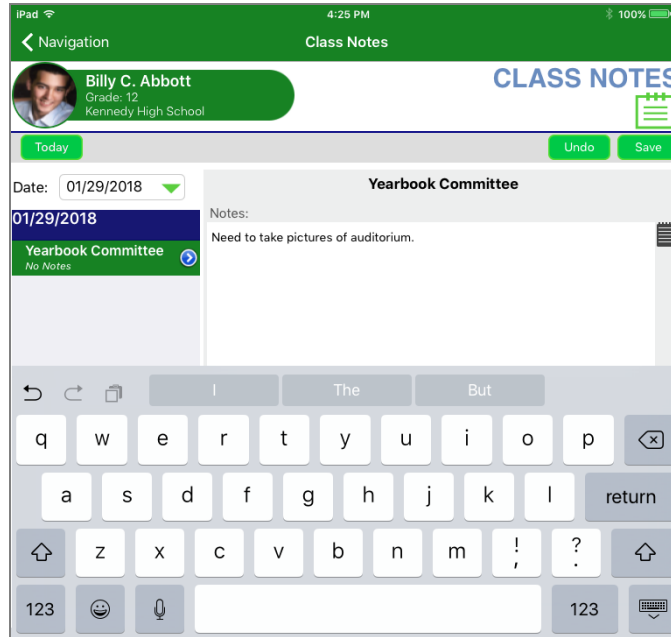 iPad 4:25 PM 100%
Navigation Class Notes
Billy C. Abbott
Grade: 12
Kennedy High School
CLASS NOTES
Today Undo Save
Date: 01/29/2018
Yearbook Committee
01/29/2018
Notes:
Yearbook Committee
No Notes
Need to take pictures of auditorium.
I The But
q w e r t y u i o p
a s d f g h j k l return
z x c v b n m ! , ? .
123 123